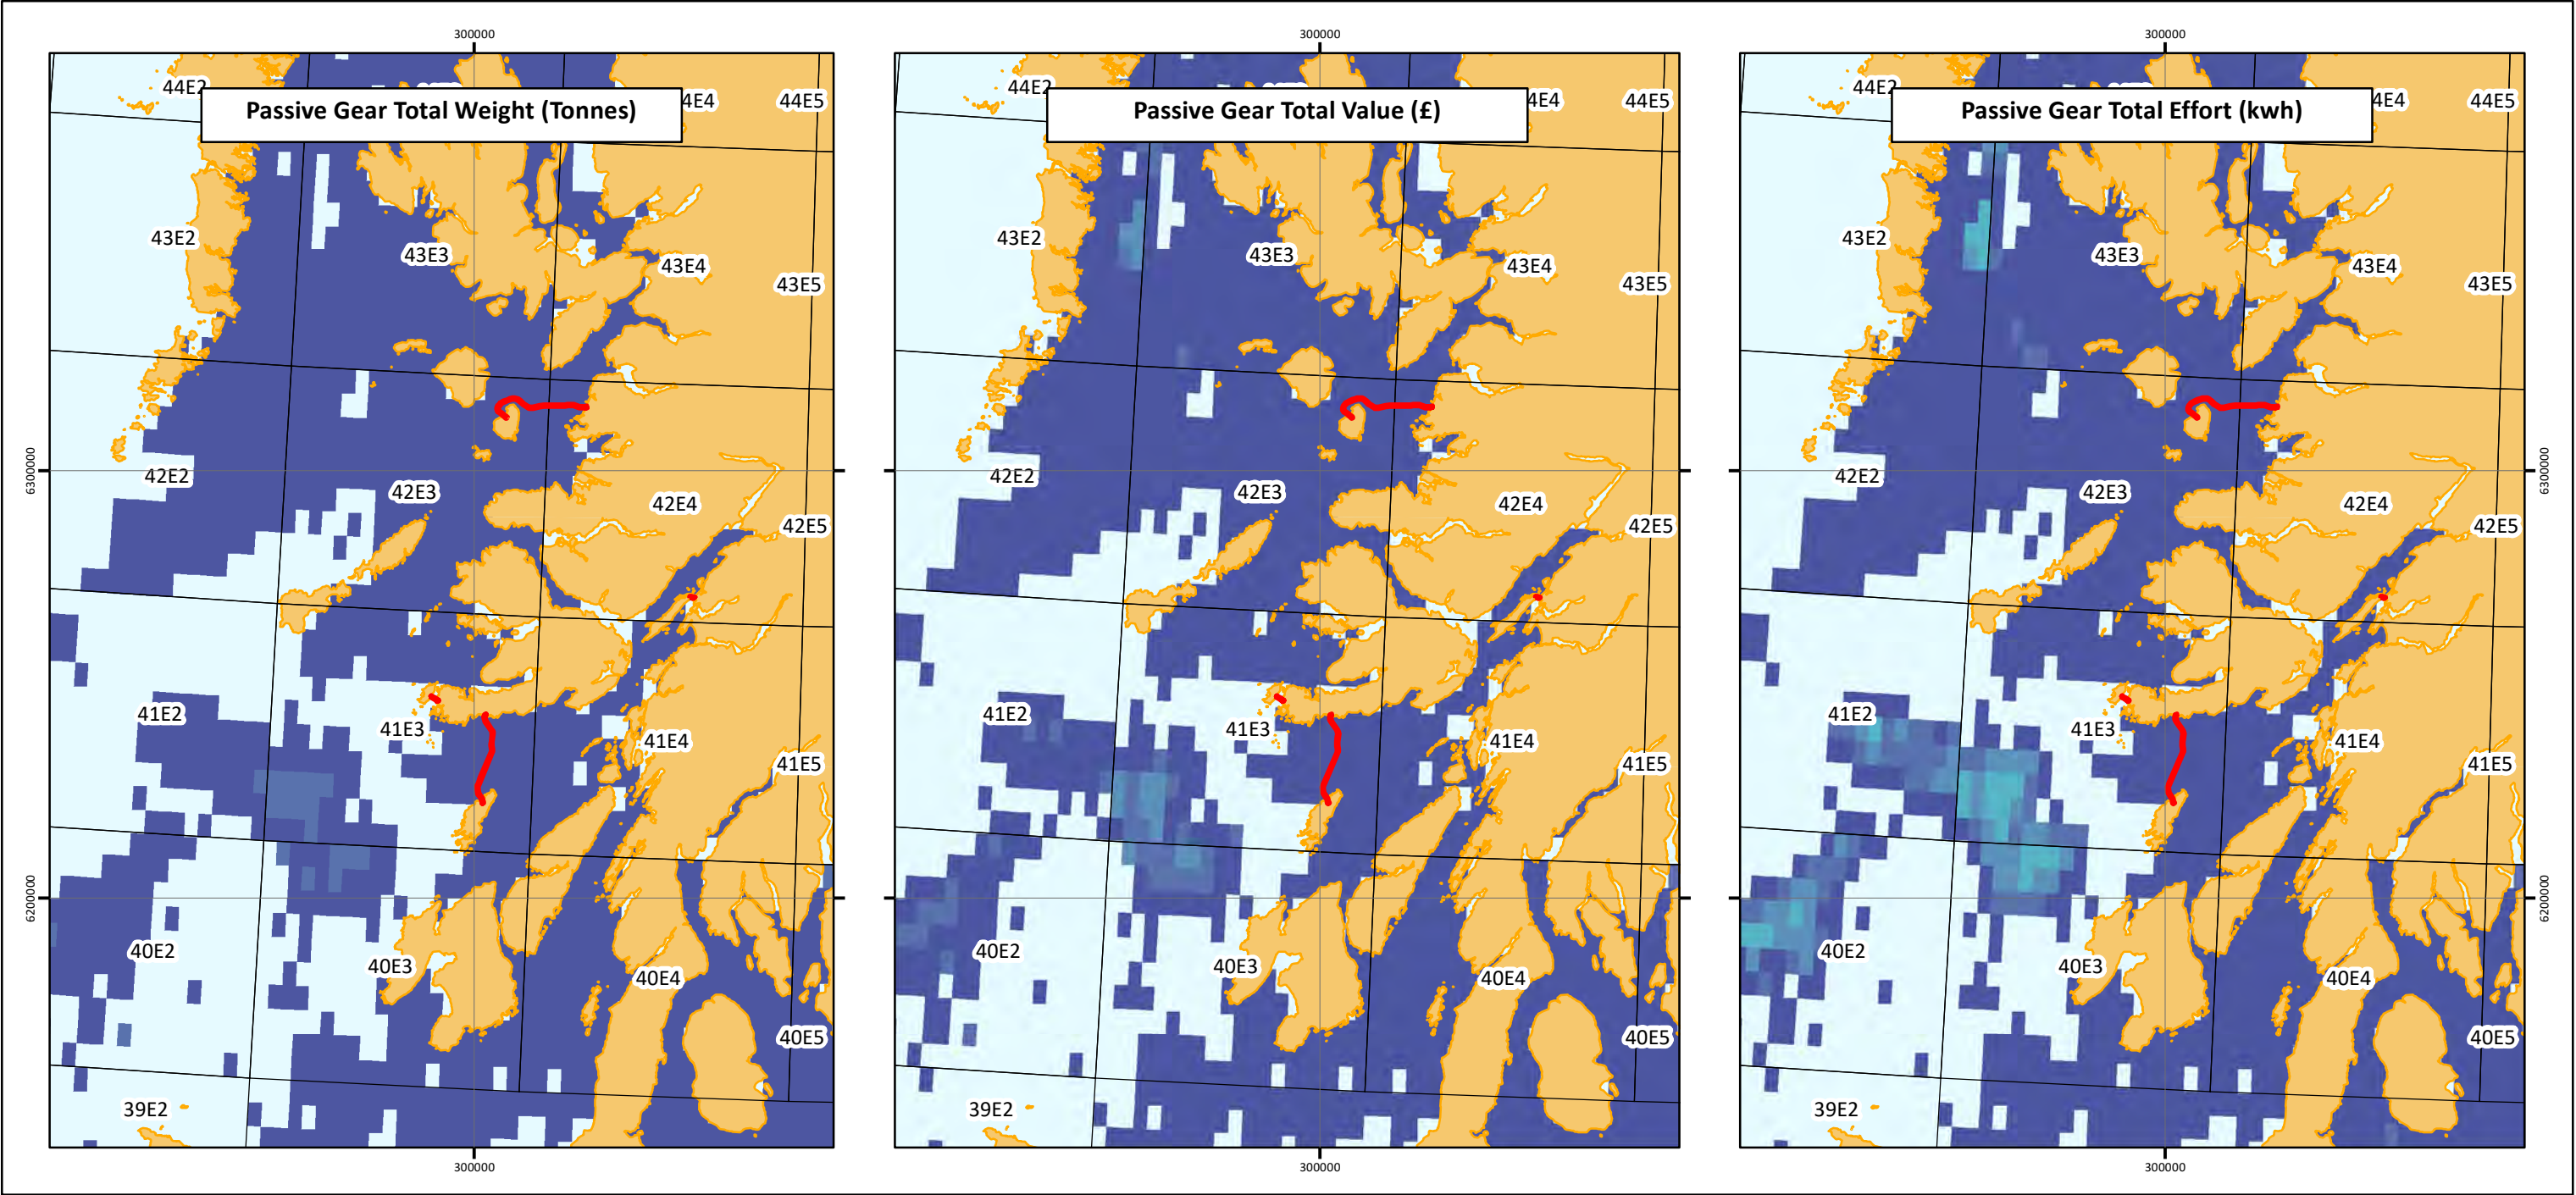 300000
300000
300000
Passive Gear Total Weight (Tonnes)
44E2
4E4
44E5
43E2
43E3
43E4
43E5
42E2
42E3
42E4
42E5
41E2
41E3
41E4
41E5
40E2
40E3
40E4
40E5
39E2
6300000
6200000
300000
Passive Gear Total Value (£)
44E2
4E4
44E5
43E2
43E3
43E4
43E5
42E2
42E3
42E4
42E5
41E2
41E3
41E4
41E5
40E2
40E3
40E4
40E5
39E2
300000
Passive Gear Total Effort (kwh)
44E2
4E4
44E5
43E2
43E3
43E4
43E5
42E2
42E3
42E4
42E5
41E2
41E3
41E4
41E5
40E2
40E3
40E4
40E5
39E2
6300000
6200000
300000